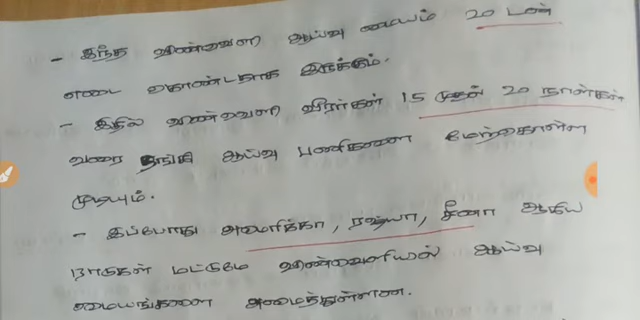 - இந்த விண்வெளி ஆய்வு மையம் 20 டன்
எடை கொண்டதாக இருக்கும்.
- இதில் விண்வெளி வீரர்கள் 15 முதல் 20 நாள்கள்
வரை தங்கி ஆய்வு பணிகளை மேற்கொள்ள
முடியும்.
- இப்போது அமெரிக்கா, ரஷ்யா, சீனா ஆகிய
நாடுகள் மட்டுமே விண்வெளியில் ஆய்வு
மையங்களை அமைத்துள்ளன.